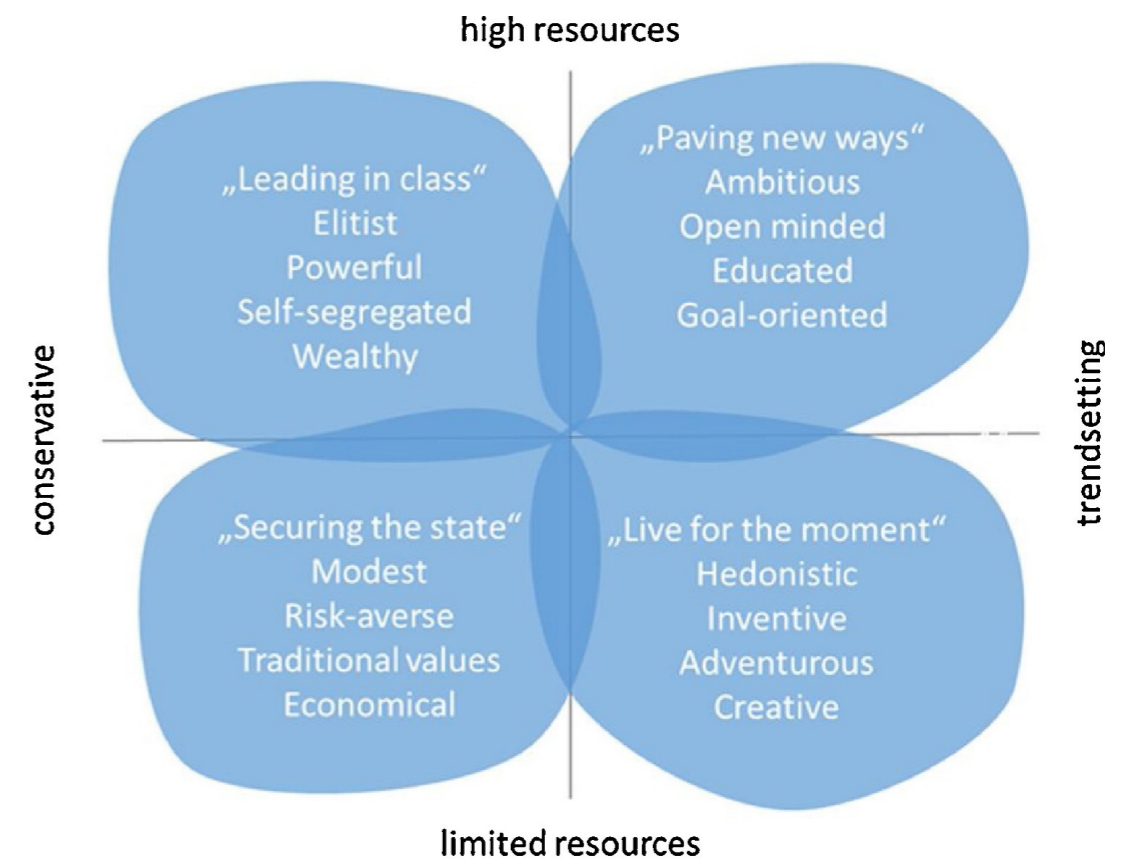 high resources
„Leading in class“
Elitist
Powerful
Self-segregated
Wealthy
„Paving new ways“
Ambitious
Open minded
Educated
Goal-oriented
conservative
trendsetting
„Securing the state“
Modest
Risk-averse
Traditional values
Economical
„Live for the moment“
Hedonistic
Inventive
Adventurous
Creative
limited resources